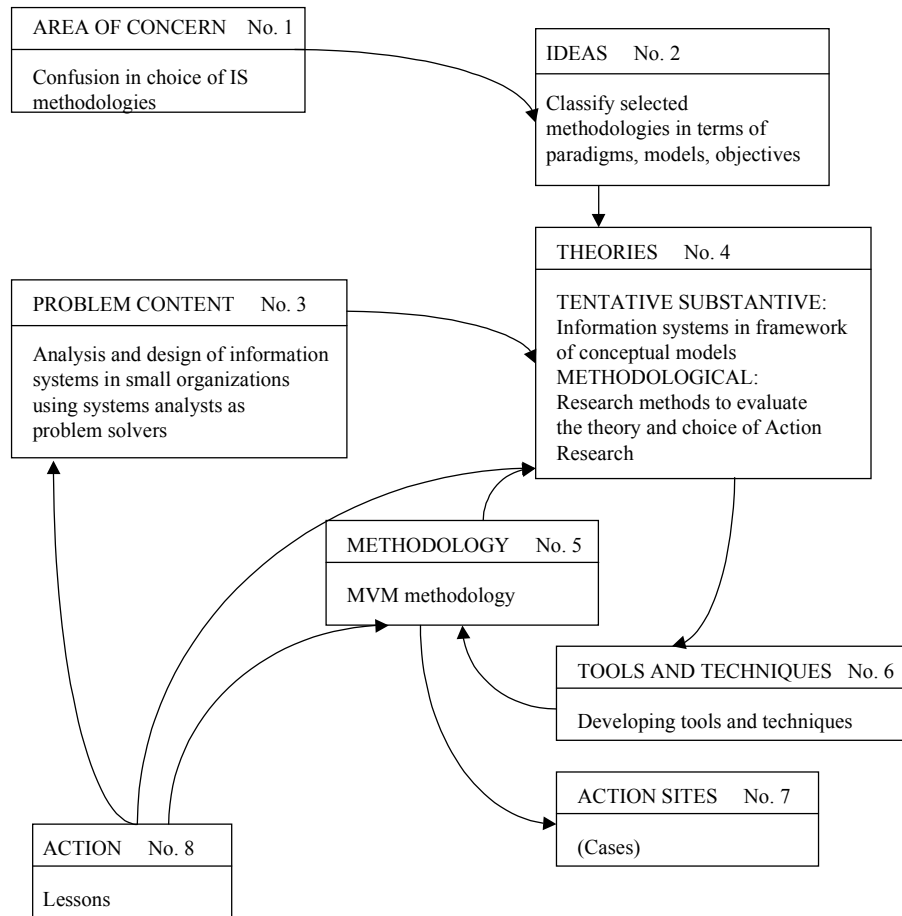 AREA OF CONCERN No. 1
Confusion in choice of IS
methodologies
IDEAS No. 2
Classify selected
methodologies in terms of
paradigms, models, objectives
PROBLEM CONTENT No. 3
Analysis and design of information
systems in small organizations
using systems analysts as
problem solvers
THEORIES No. 4
TENTATIVE SUBSTANTIVE:
Information systems in framework
of conceptual models
METHODOLOGICAL:
Research methods to evaluate
the theory and choice of Action
Research
METHODOLOGY No. 5
MVM methodology
TOOLS AND TECHNIQUES No. 6
Developing tools and techniques
ACTION SITES No. 7
(Cases)
ACTION No. 8
Lessons